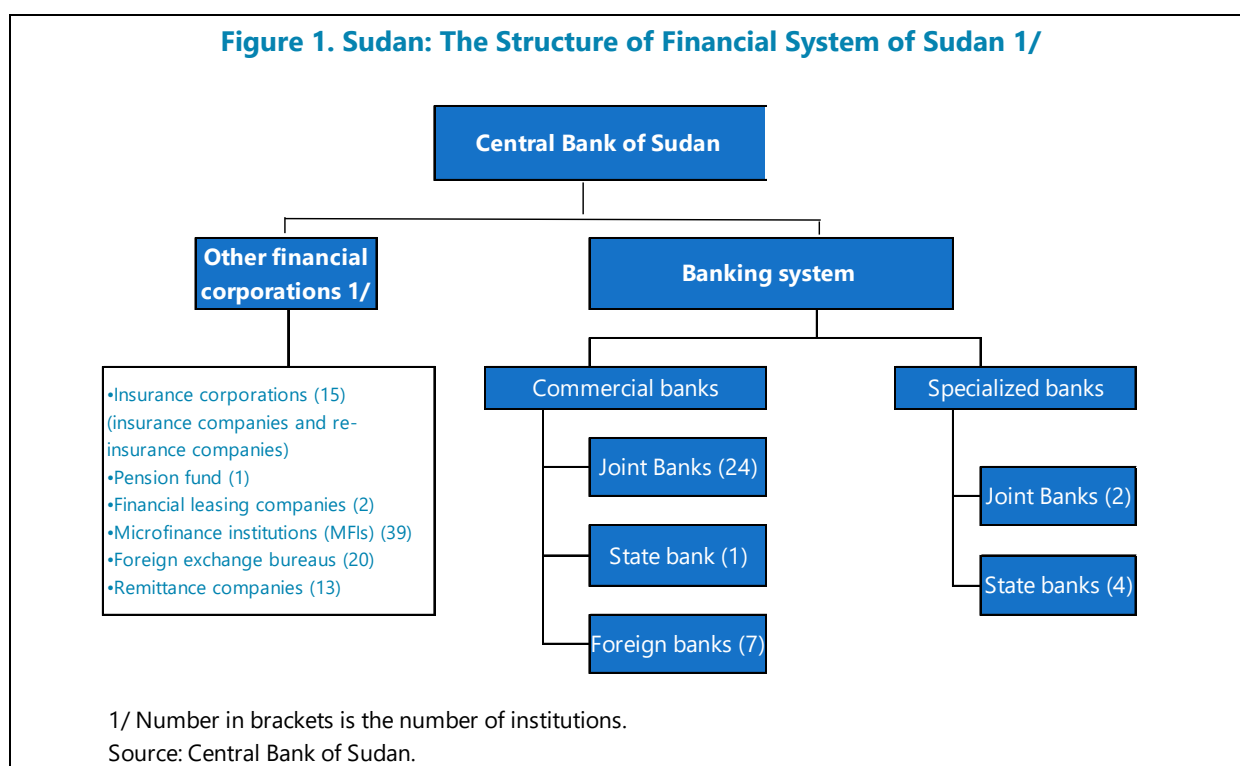 Figure 1. Sudan: The Structure of Financial System of Sudan 1/
Central Bank of Sudan
Other financial
corporations 1/
Banking system
•Insurance corporations (15)
(insurance companies and re-
insurance companies)
•Pension fund (1)
•Financial leasing companies (2)
•Microfinance institutions (MFIs) (39)
•Foreign exchange bureaus (20)
•Remittance companies (13)
Commercial banks
Joint Banks (24)
State bank (1)
Foreign banks (7)
Specialized banks
Joint Banks (2)
State banks (4)
1/ Number in brackets is the number of institutions.
Source: Central Bank of Sudan.